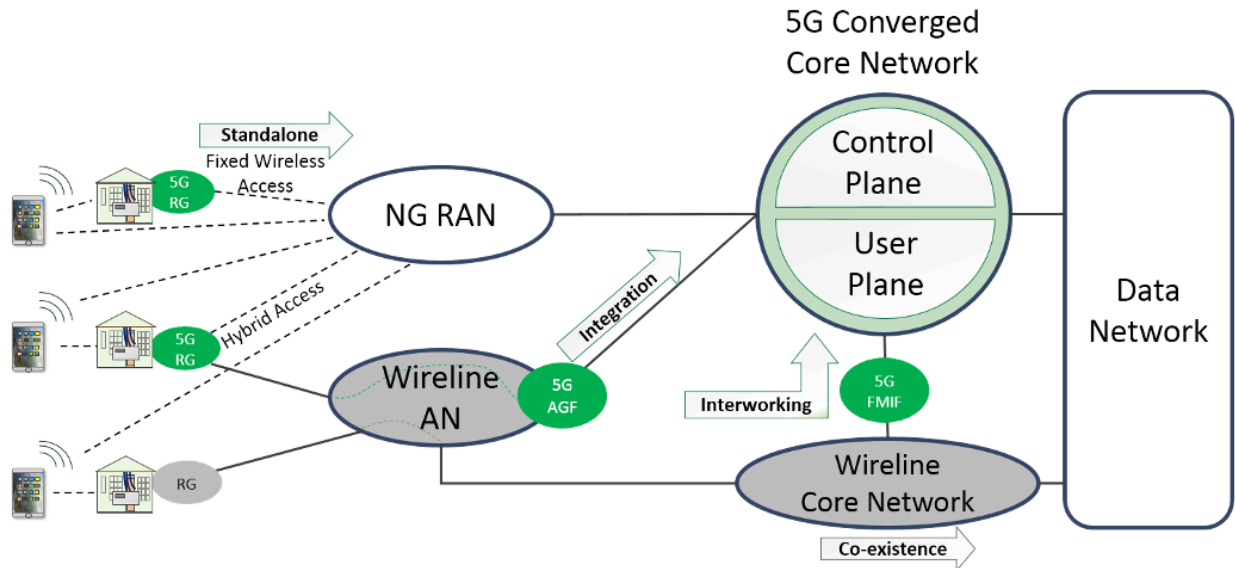 5G Converged
Core Network
Control
Plane
User
Plane
Data
Network
Standalone
Fixed Wireless
Access
5G
RG
NG RAN
Hybrid Access
5G
RG
Integration
Wireline
AN
5G
AGF
Interworking
5G
FMIF
RG
Wireline
Core Network
Co-existence